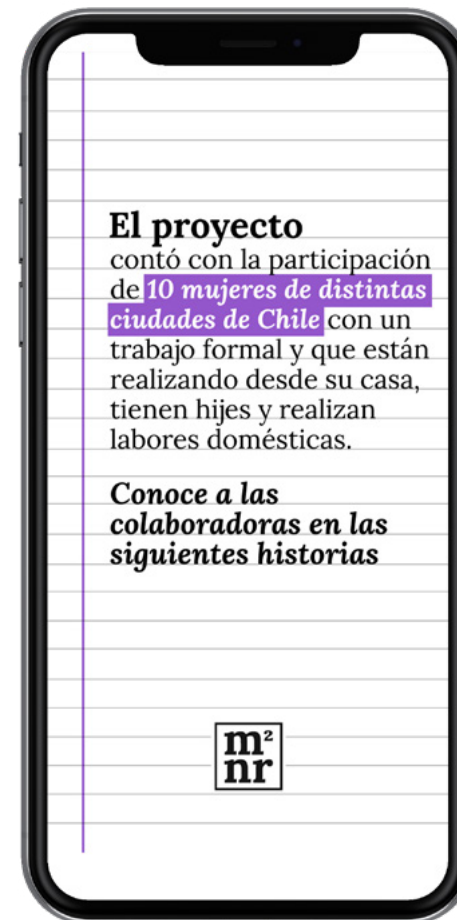 El proyecto
contó con la participación
de 10 mujeres de distintas
ciudades de Chile con un
trabajo formal y que están
realizando desde su casa,
tienen hijes y realizan
labores domésticas.
Conoce a las
colaboradoras en las
siguientes historias
m²
nr